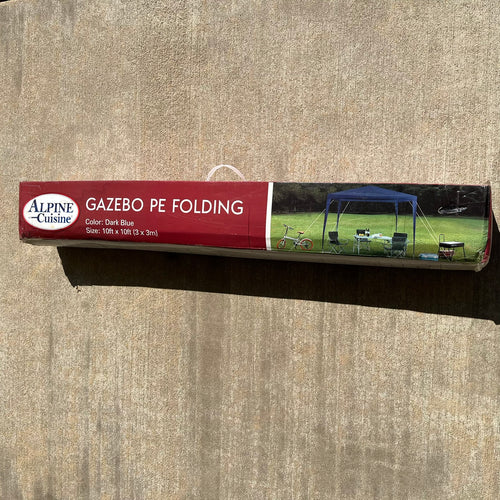 ALPINE
Cuisine
GAZEBO PE FOLDING
Color: Dark Blue
Size: 10ft x 10ft (3 x 3m)